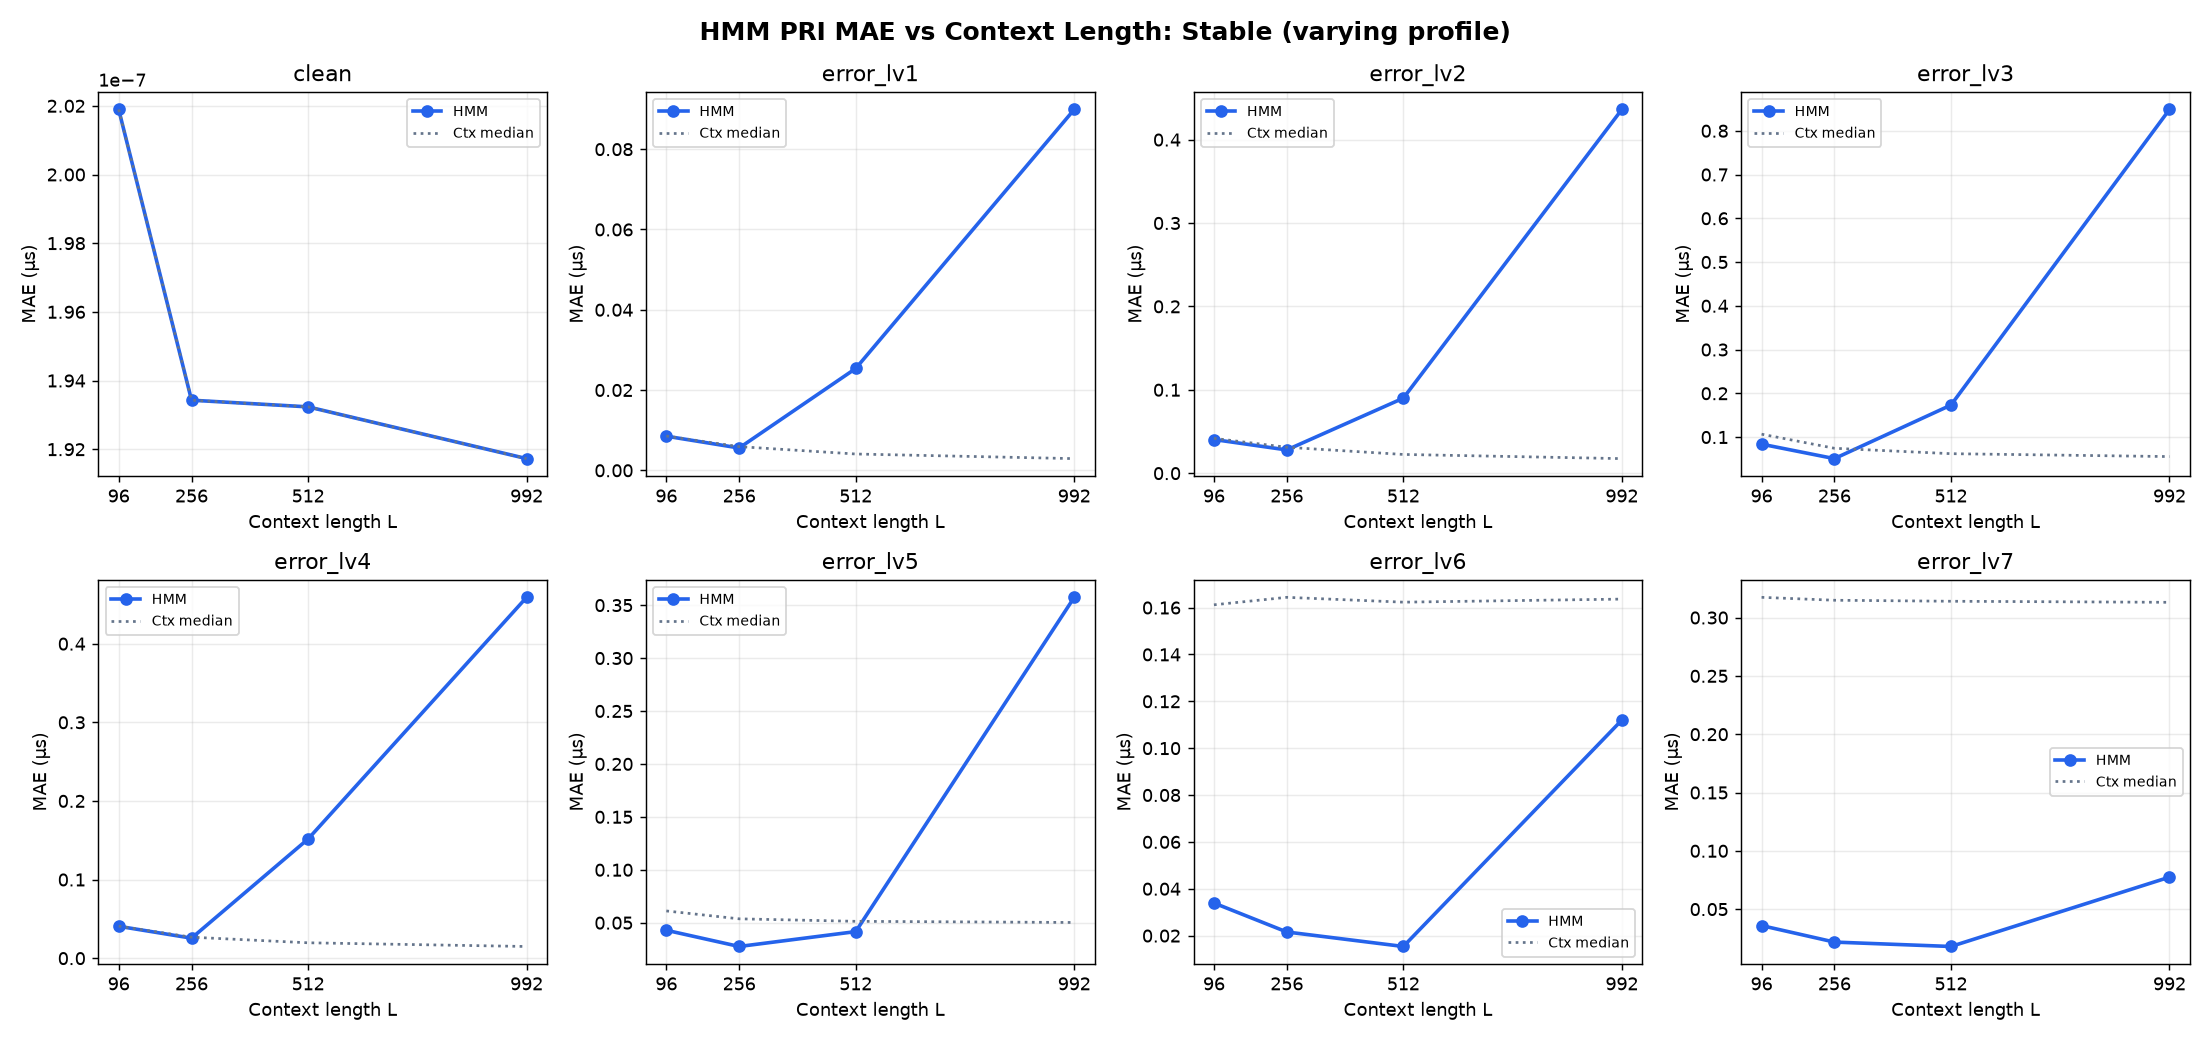 HMM PRI MAE vs Context Length: Stable (varying profile)
clean
1e−7
2.02
2.00
1.98
1.96
1.94
1.92
MAE (µs)
HMM
Ctx median
96 256 512 992
Context length L
error_lv1
0.08
0.06
0.04
0.02
0.00
MAE (µs)
HMM
Ctx median
96 256 512 992
Context length L
error_lv2
0.4
0.3
0.2
0.1
0.0
MAE (µs)
HMM
Ctx median
96 256 512 992
Context length L
error_lv3
0.8
0.7
0.6
0.5
0.4
0.3
0.2
0.1
MAE (µs)
HMM
Ctx median
96 256 512 992
Context length L
error_lv4
0.4
0.3
0.2
0.1
0.0
MAE (µs)
HMM
Ctx median
96 256 512 992
Context length L
error_lv5
0.35
0.30
0.25
0.20
0.15
0.10
0.05
MAE (µs)
HMM
Ctx median
96 256 512 992
Context length L
error_lv6
0.16
0.14
0.12
0.10
0.08
0.06
0.04
0.02
MAE (µs)
HMM
Ctx median
96 256 512 992
Context length L
error_lv7
0.30
0.25
0.20
0.15
0.10
0.05
MAE (µs)
HMM
Ctx median
96 256 512 992
Context length L